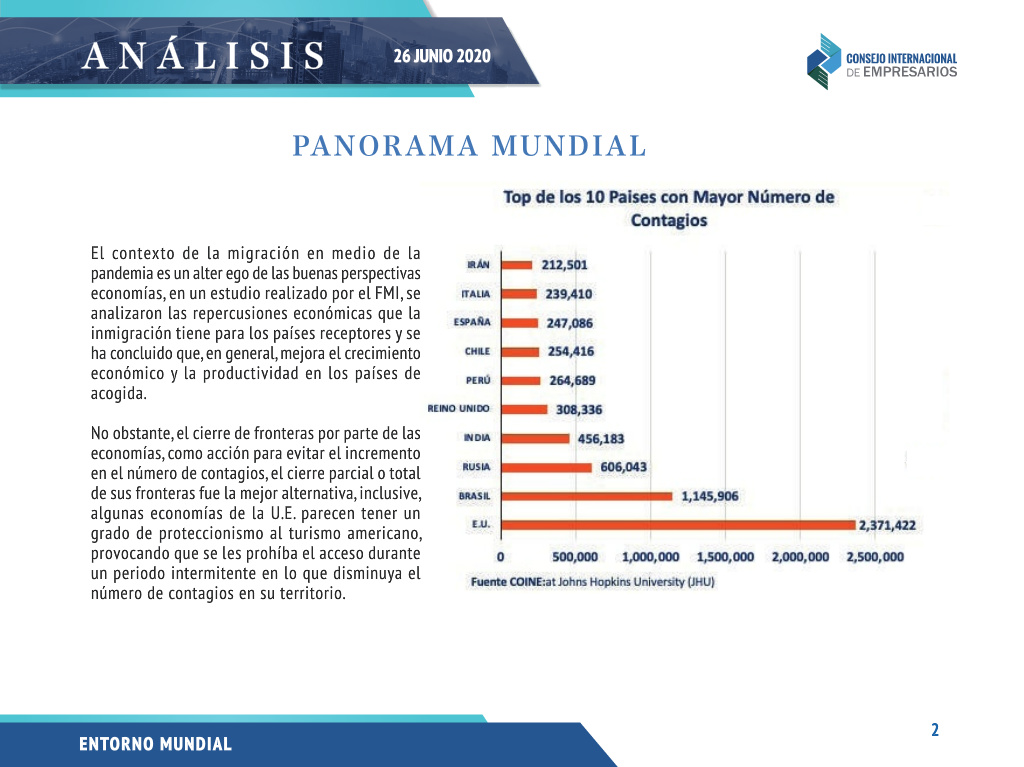 ANÁLISIS
26 JUNIO 2020
CONSEJO INTERNACIONAL
DE EMPRESARIOS
PANORAMA MUNDIAL
El contexto de la migración en medio de la
pandemia es un alter ego de las buenas perspectivas
economías, en un estudio realizado por el FMI, se
analizaron las repercusiones económicas que la
inmigración tiene para los países receptores y se
ha concluido que, en general, mejora el crecimiento
económico y la productividad en los países de
acogida.
No obstante, el cierre de fronteras por parte de las
economías, como acción para evitar el incremento
en el número de contagios, el cierre parcial o total
de sus fronteras fue la mejor alternativa, inclusive,
algunas economías de la U.E. parecen tener un
grado de proteccionismo al turismo americano,
provocando que se les prohíba el acceso durante
un periodo intermitente en lo que disminuya el
número de contagios en su territorio.
Top de los 10 Paises con Mayor Número de
Contagios
IRÁN 212,501
ITALIA 239,410
ESPAÑA 247,086
CHILE 254,416
PERÚ 264,689
REINO UNIDO 308,336
INDIA 456,183
RUSIA 606,043
BRASIL 1,145,906
E.U. 2,371,422
0 500,000 1,000,000 1,500,000 2,000,000 2,500,000
Fuente COINE:at Johns Hopkins University (JHU)
ENTORNO MUNDIAL
2